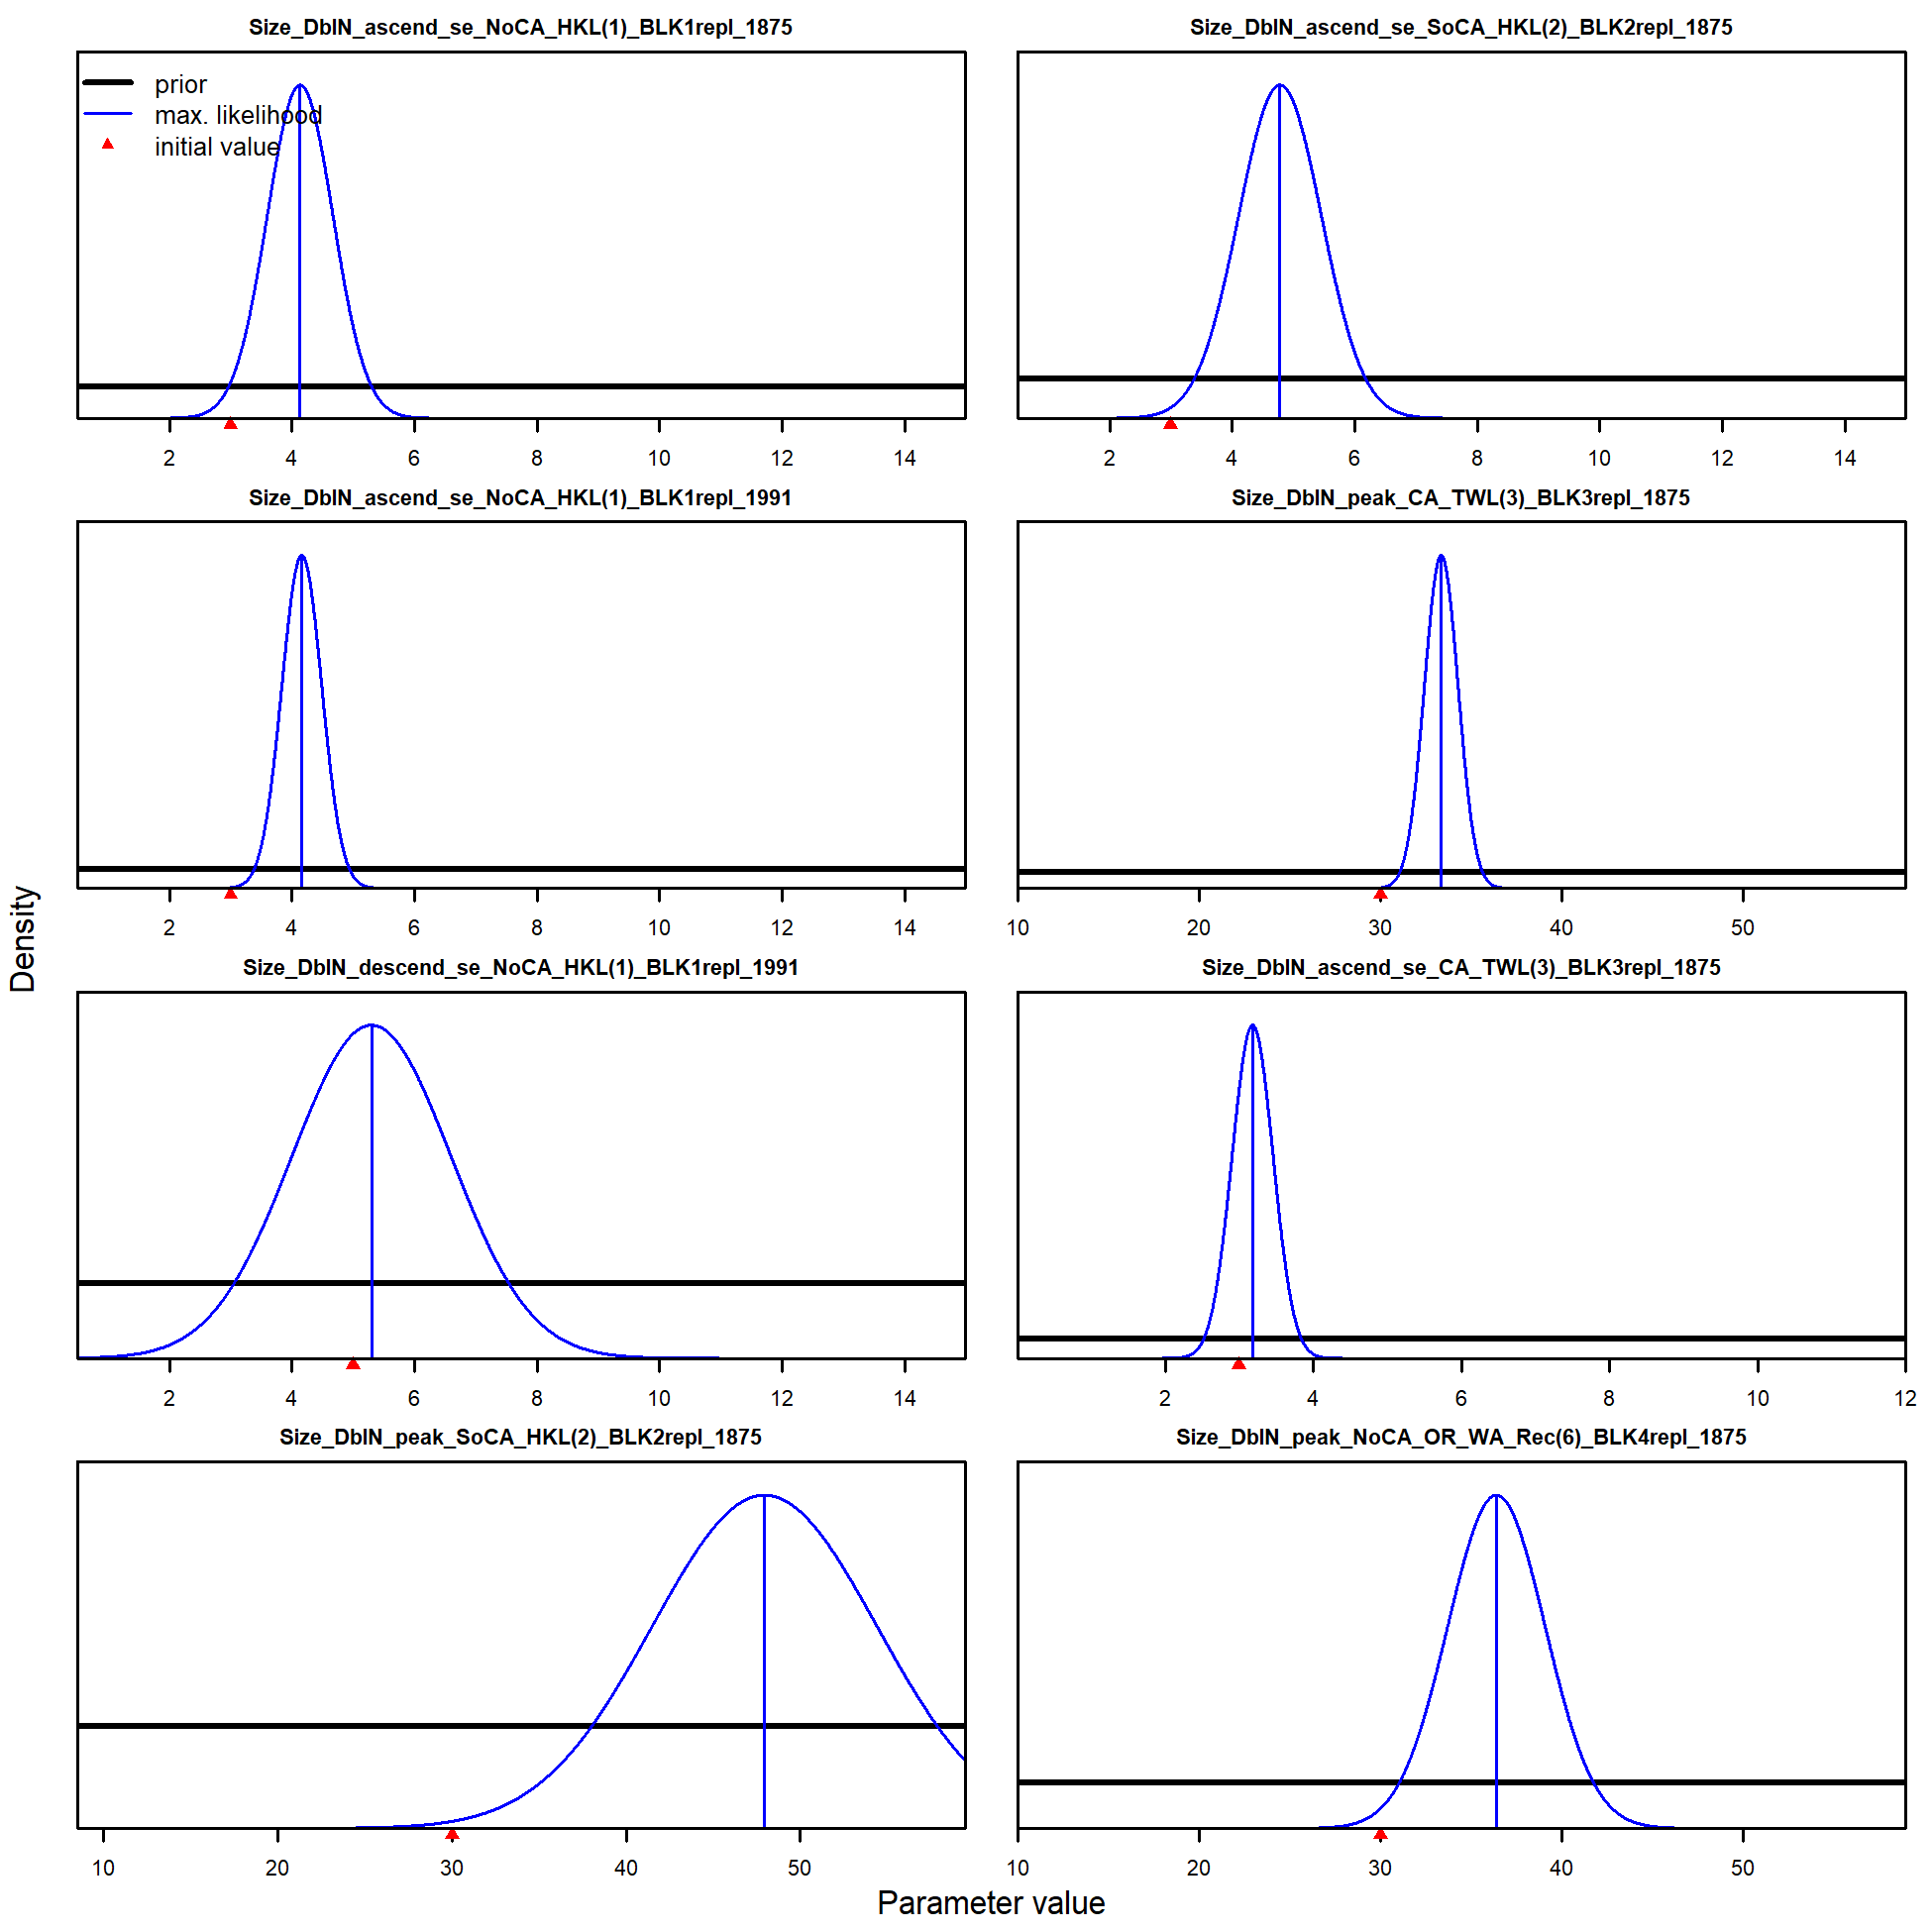 Size_DblN_ascend_se_NoCA_HKL(1)_BLK1repl_1875
prior
max. likelihood
initial value
2 4 6 8 10 12 14
Size_DblN_ascend_se_SoCA_HKL(2)_BLK2repl_1875
2 4 6 8 10 12 14
Size_DblN_ascend_se_NoCA_HKL(1)_BLK1repl_1991
2 4 6 8 10 12 14
Size_DblN_peak_CA_TWL(3)_BLK3repl_1875
10 20 30 40 50
Size_DblN_descend_se_NoCA_HKL(1)_BLK1repl_1991
2 4 6 8 10 12 14
Size_DblN_ascend_se_CA_TWL(3)_BLK3repl_1875
2 4 6 8 10 12
Size_DblN_peak_SoCA_HKL(2)_BLK2repl_1875
10 20 30 40 50
Size_DblN_peak_NoCA_OR_WA_Rec(6)_BLK4repl_1875
10 20 30 40 50
Density
Parameter value